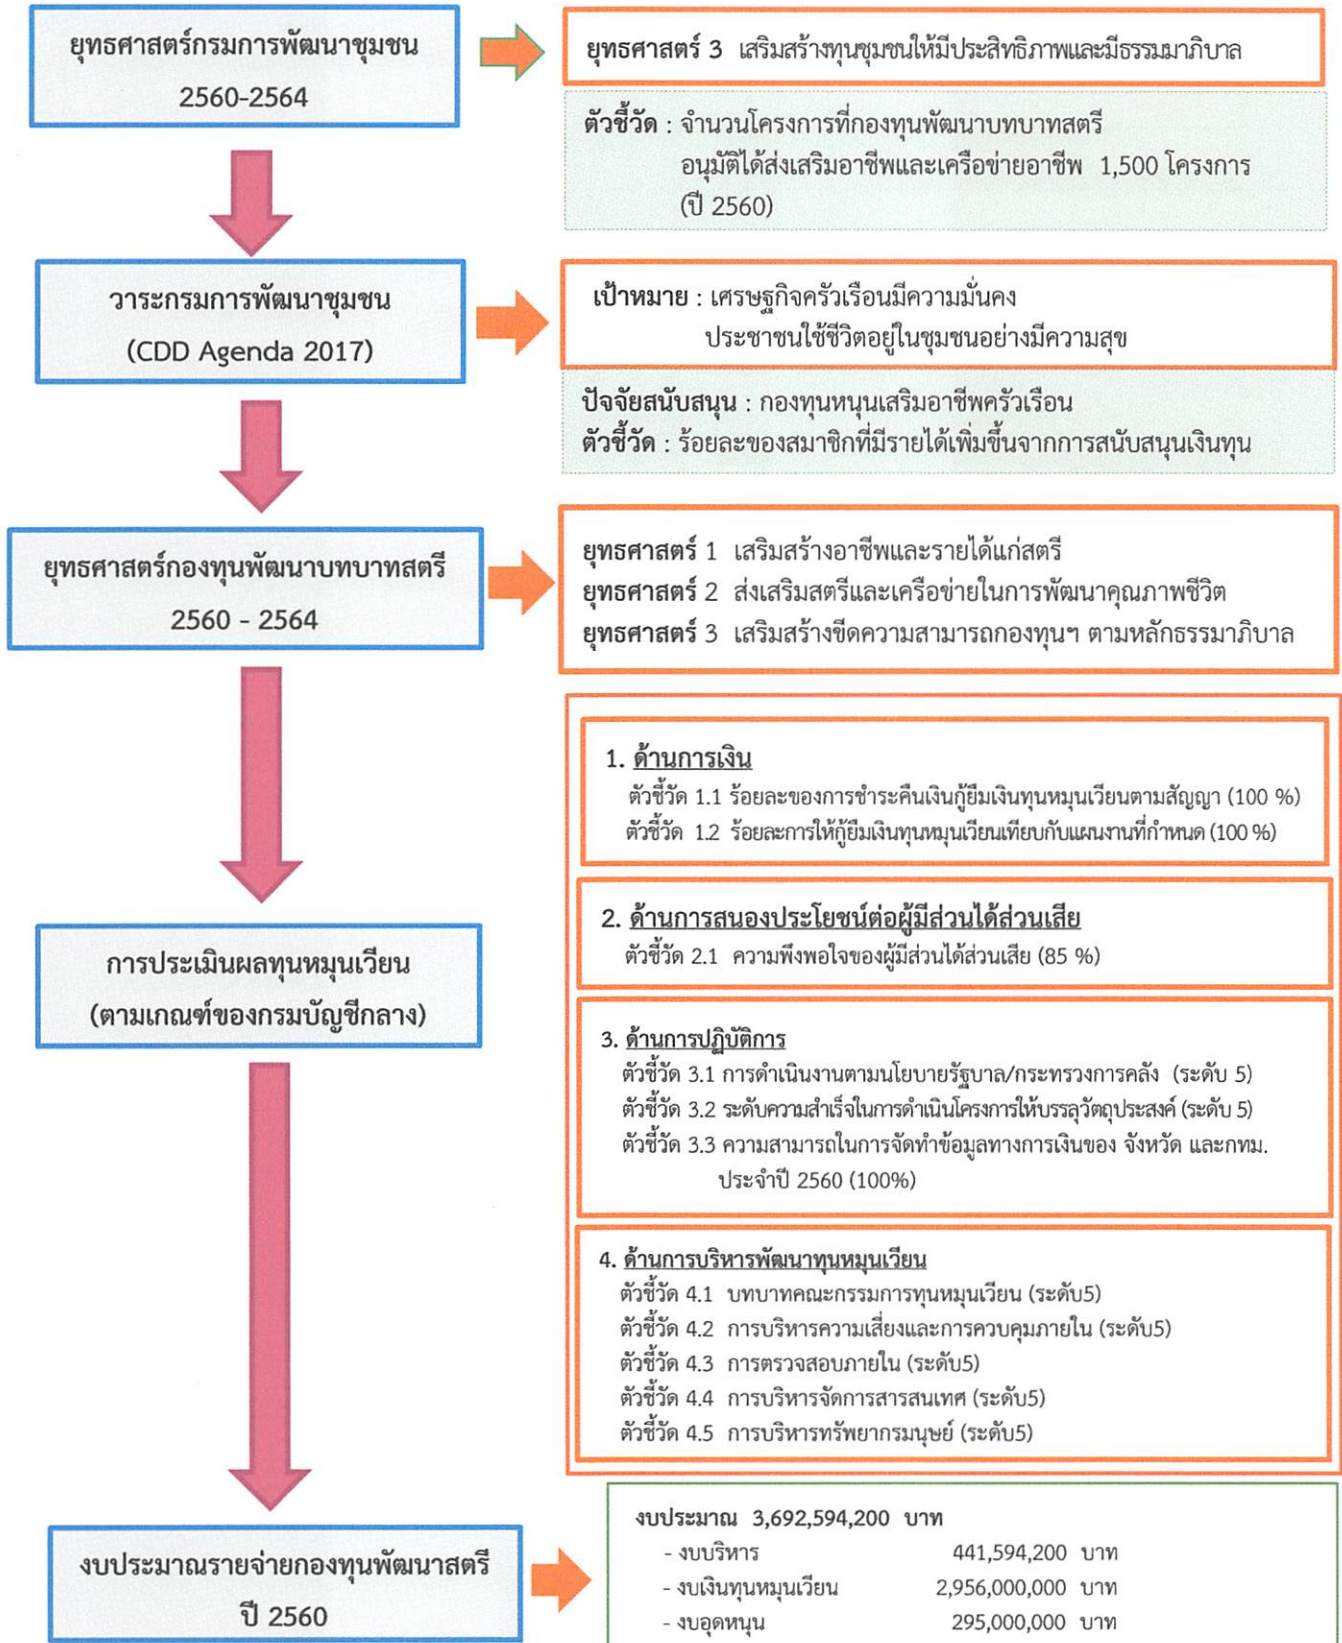 ยุทธศาสตร์กรมการพัฒนาชุมชน
2560-2564
ยุทธศาสตร์ 3 เสริมสร้างทุนชุมชนให้มีประสิทธิภาพและมีธรรมมาภิบาล
ตัวชี้วัด : จำนวนโครงการที่กองทุนพัฒนาบทบาทสตรี
อนุมัติได้ส่งเสริมอาชีพและเครือข่ายอาชีพ 1,500 โครงการ
(ปี 2560)
วาระกรมการพัฒนาชุมชน
(CDD Agenda 2017)
เป้าหมาย : เศรษฐกิจครัวเรือนมีความมั่นคง
ประชาชนใช้ชีวิตอยู่ในชุมชนอย่างมีความสุข
ปัจจัยสนับสนุน : กองทุนหนุนเสริมอาชีพครัวเรือน
ตัวชี้วัด : ร้อยละของสมาชิกที่มีรายได้เพิ่มขึ้นจากการสนับสนุนเงินทุน
ยุทธศาสตร์กองทุนพัฒนาบทบาทสตรี
2560 - 2564
ยุทธศาสตร์ 1 เสริมสร้างอาชีพและรายได้แก่สตรี
ยุทธศาสตร์ 2 ส่งเสริมสตรีและเครือข่ายในการพัฒนาคุณภาพชีวิต
ยุทธศาสตร์ 3 เสริมสร้างขีดความสามารถกองทุนฯ ตามหลักธรรมาภิบาล
การประเมินผลทุนหมุนเวียน
(ตามเกณฑ์ของกรมบัญชีกลาง)
1. ด้านการเงิน
ตัวชี้วัด 1.1 ร้อยละของการชำระคืนเงินกู้ยืมเงินทุนหมุนเวียนตามสัญญา (100 %)
ตัวชี้วัด 1.2 ร้อยละการให้กู้ยืมเงินทุนหมุนเวียนเทียบกับแผนงานที่กำหนด (100 %)
2. ด้านการสนองประโยชน์ต่อผู้มีส่วนได้ส่วนเสีย
ตัวชี้วัด 2.1 ความพึงพอใจของผู้มีส่วนได้ส่วนเสีย (85 %)
3. ด้านการปฏิบัติการ
ตัวชี้วัด 3.1 การดำเนินงานตามนโยบายรัฐบาล/กระทรวงการคลัง (ระดับ 5)
ตัวชี้วัด 3.2 ระดับความสำเร็จในการดำเนินโครงการให้บรรลุวัตถุประสงค์ (ระดับ 5)
ตัวชี้วัด 3.3 ความสามารถในการจัดทำข้อมูลทางการเงินของ จังหวัด และกทม.
ประจำปี 2560 (100%)
4. ด้านการบริหารพัฒนาทุนหมุนเวียน
ตัวชี้วัด 4.1 บทบาทคณะกรรมการทุนหมุนเวียน (ระดับ5)
ตัวชี้วัด 4.2 การบริหารความเสี่ยงและการควบคุมภายใน (ระดับ5)
ตัวชี้วัด 4.3 การตรวจสอบภายใน (ระดับ5)
ตัวชี้วัด 4.4 การบริหารจัดการสารสนเทศ (ระดับ5)
ตัวชี้วัด 4.5 การบริหารทรัพยากรมนุษย์ (ระดับ5)
งบประมาณรายจ่ายกองทุนพัฒนาสตรี
ปี 2560
งบประมาณ 3,692,594,200 บาท
- งบบริหาร 441,594,200 บาท
- งบเงินทุนหมุนเวียน 2,956,000,000 บาท
- งบอุดหนุน 295,000,000 บาท